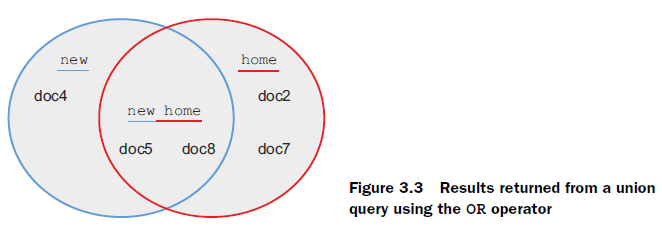 new
home
doc4
doc2
new home
doc5
doc8
doc7
Figure 3.3 Results returned from a union
query using the OR operator